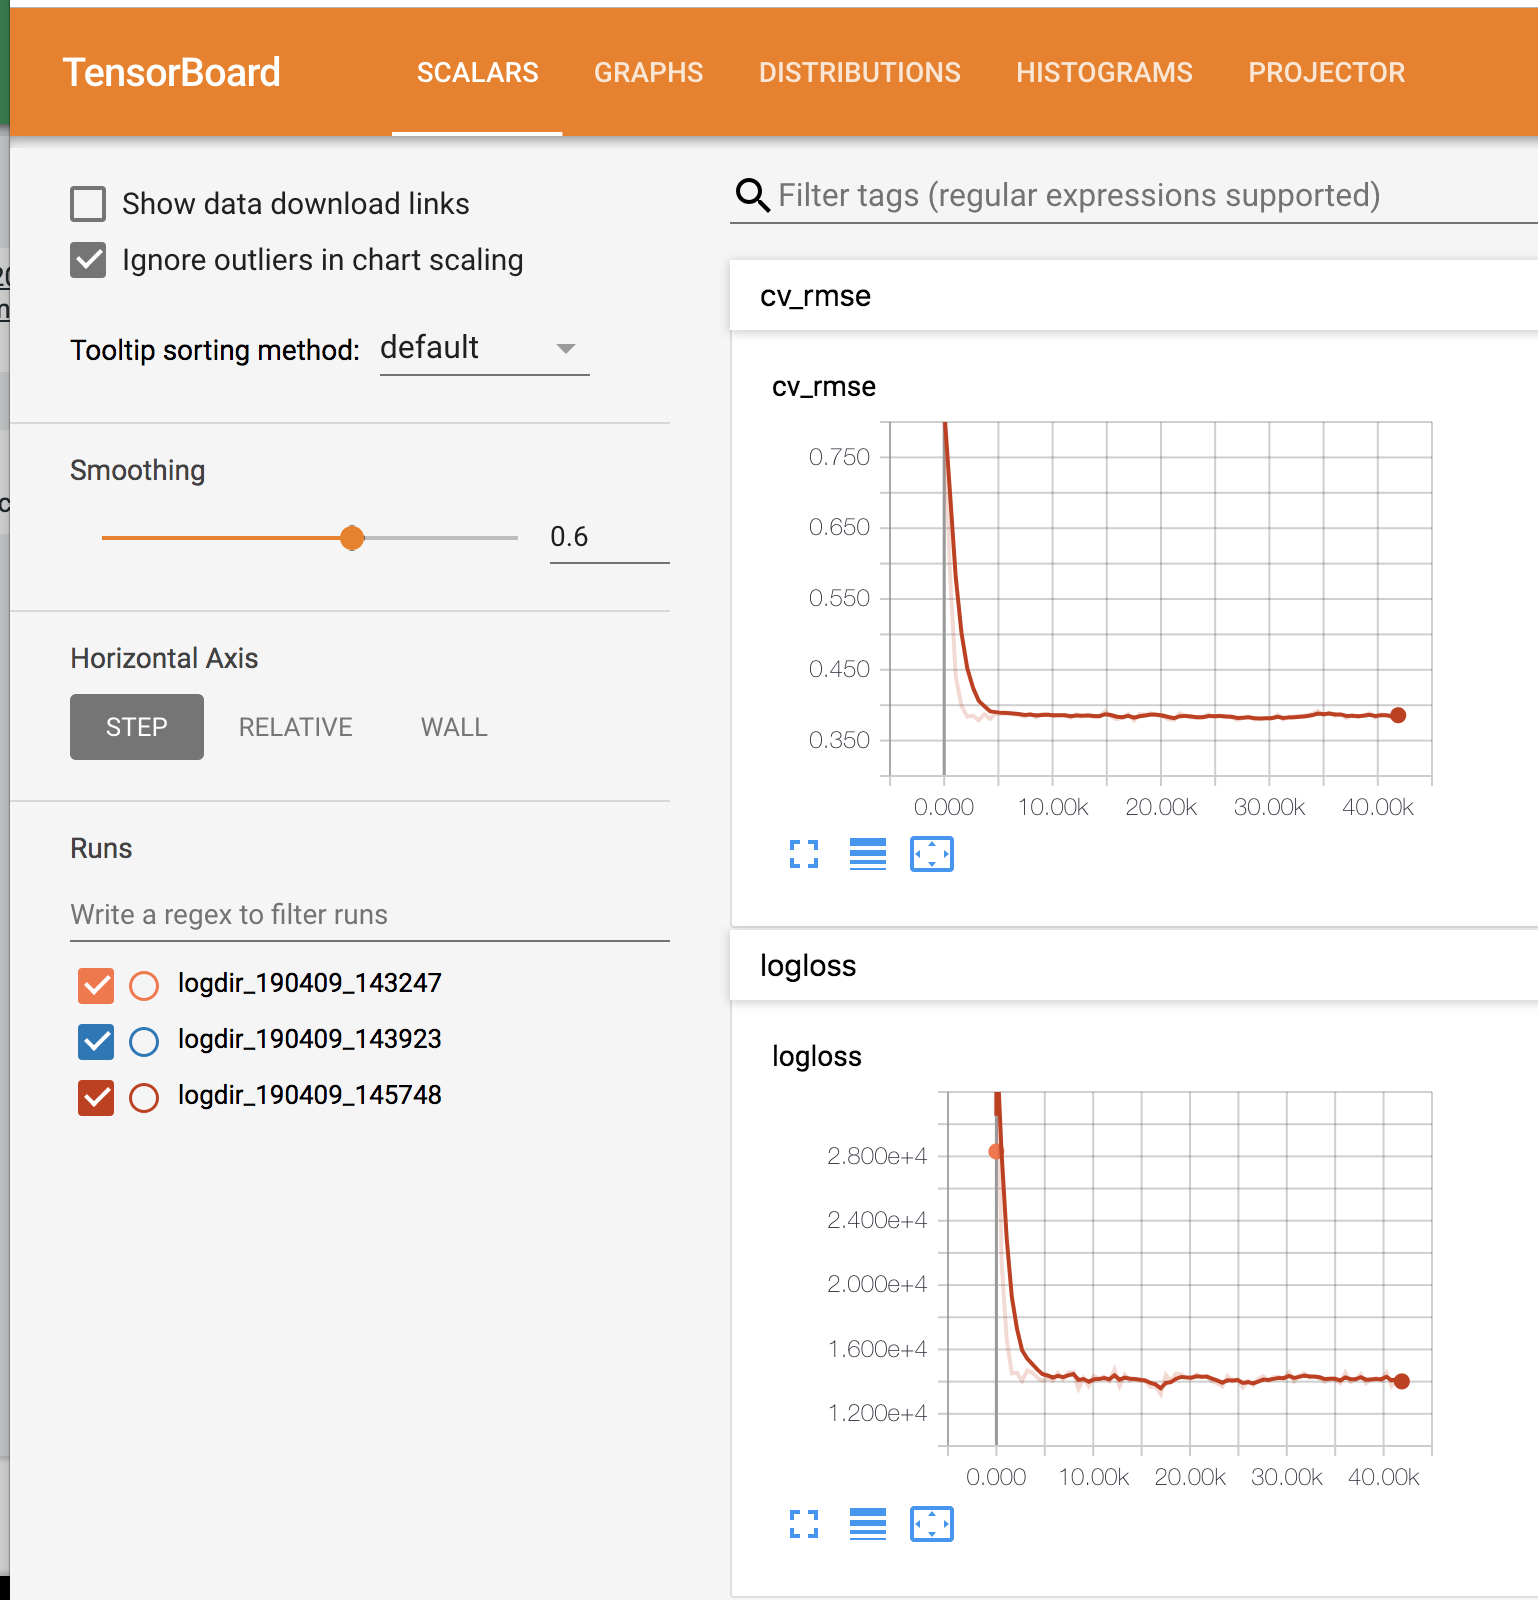 TensorBoard SCALARS GRAPHS DISTRIBUTIONS HISTOGRAMS PROJECTOR
Show data download links
Ignore outliers in chart scaling
Tooltip sorting method: default
Smoothing
0.6
Horizontal Axis
STEP RELATIVE WALL
Runs
Write a regex to filter runs
logdir_190409_143247
logdir_190409_143923
logdir_190409_145748
Filter tags (regular expressions supported)
cv_rmse
cv_rmse
0.750
0.650
0.550
0.450
0.350
0.000 10.00k 20.00k 30.00k 40.00k
logloss
logloss
2.800e+4
2.400e+4
2.000e+4
1.600e+4
1.200e+4
0.000 10.00k 20.00k 30.00k 40.00k